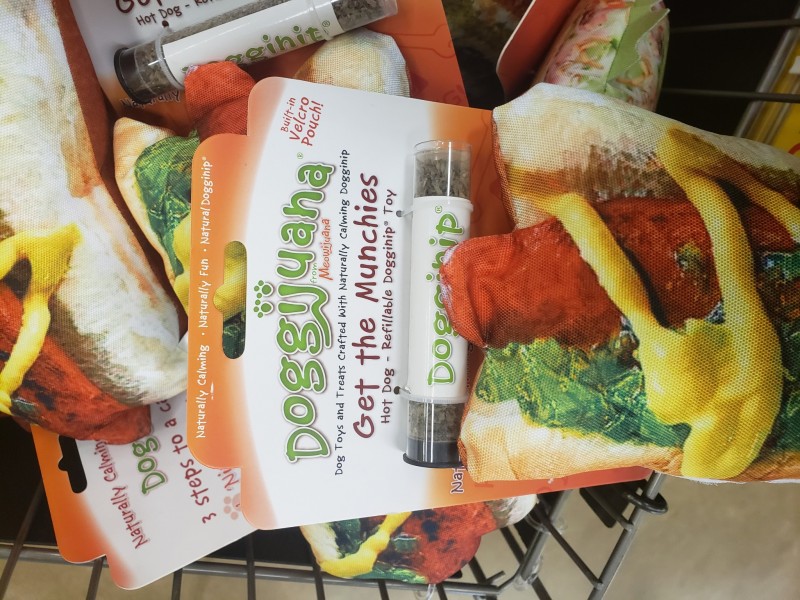 Naturally Calming • Naturally Fun • Natural Dogginip®
Built-in
Velcro
Pouch!
Doggijuana®
from Meowijuana
Dog Toys and Treats Crafted With Naturally Calming Dogginip
Get the Munchies
Hot Dog - Refillable Dogginip® Toy
Dogginip®
Hot Dog -
Dogginip®
Naturally Calming
3 steps to a